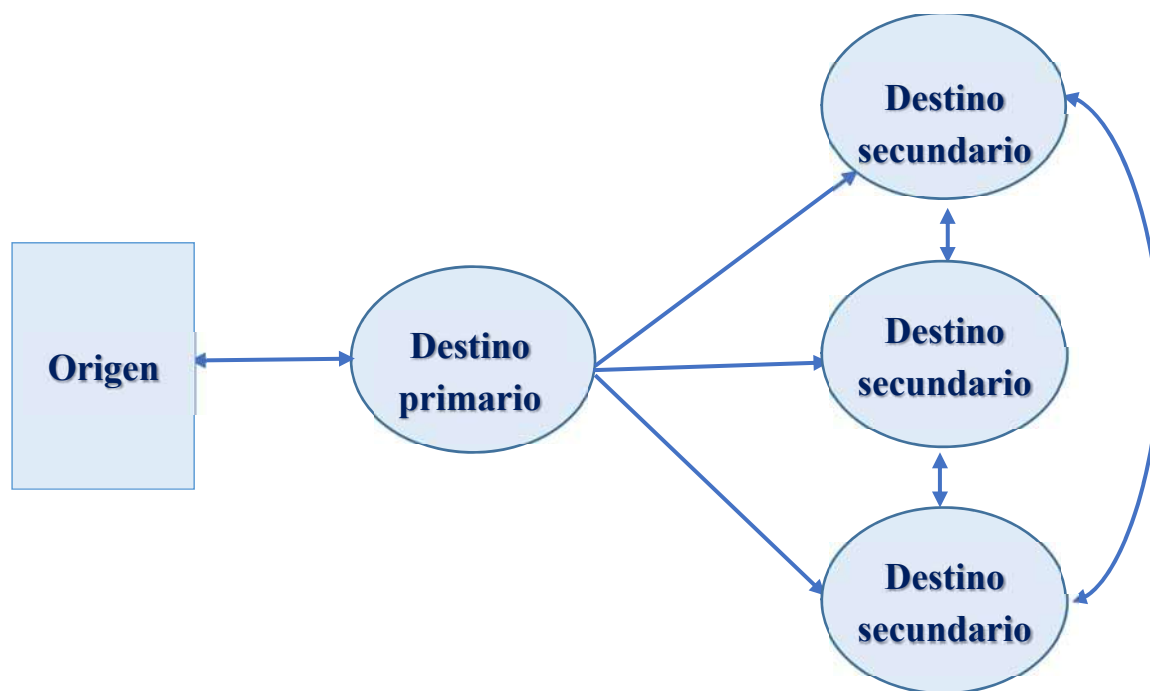 Origen
Destino
primario
Destino
secundario
Destino
secundario
Destino
secundario